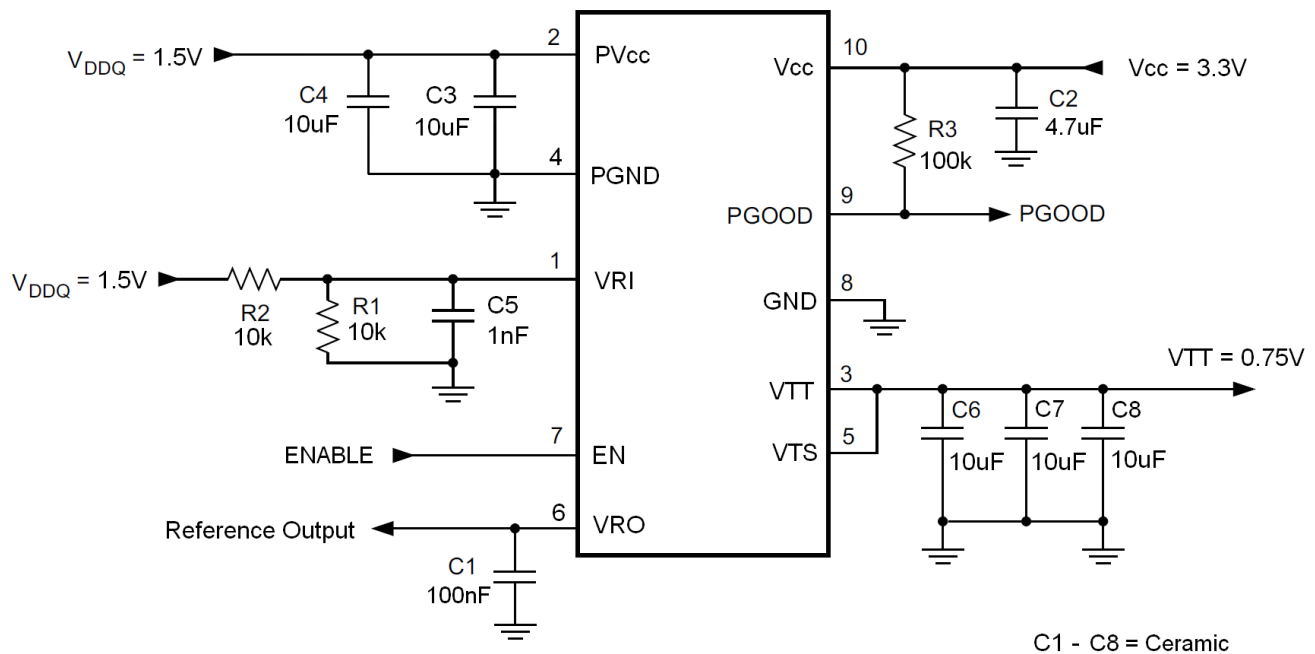 VDDQ = 1.5V
2
PVcc
C4
10uF
C3
10uF
4
PGND
VDDQ = 1.5V
1
VRI
R2
10k
R1
10k
C5
1nF
ENABLE
7
EN
Reference Output
6
VRO
C1
100nF
10
Vcc
Vcc = 3.3V
R3
100k
C2
4.7uF
9
PGOOD
PGOOD
8
GND
VTT = 0.75V
3
VTT
5
VTS
C6
10uF
C7
10uF
C8
10uF
C1 - C8 = Ceramic